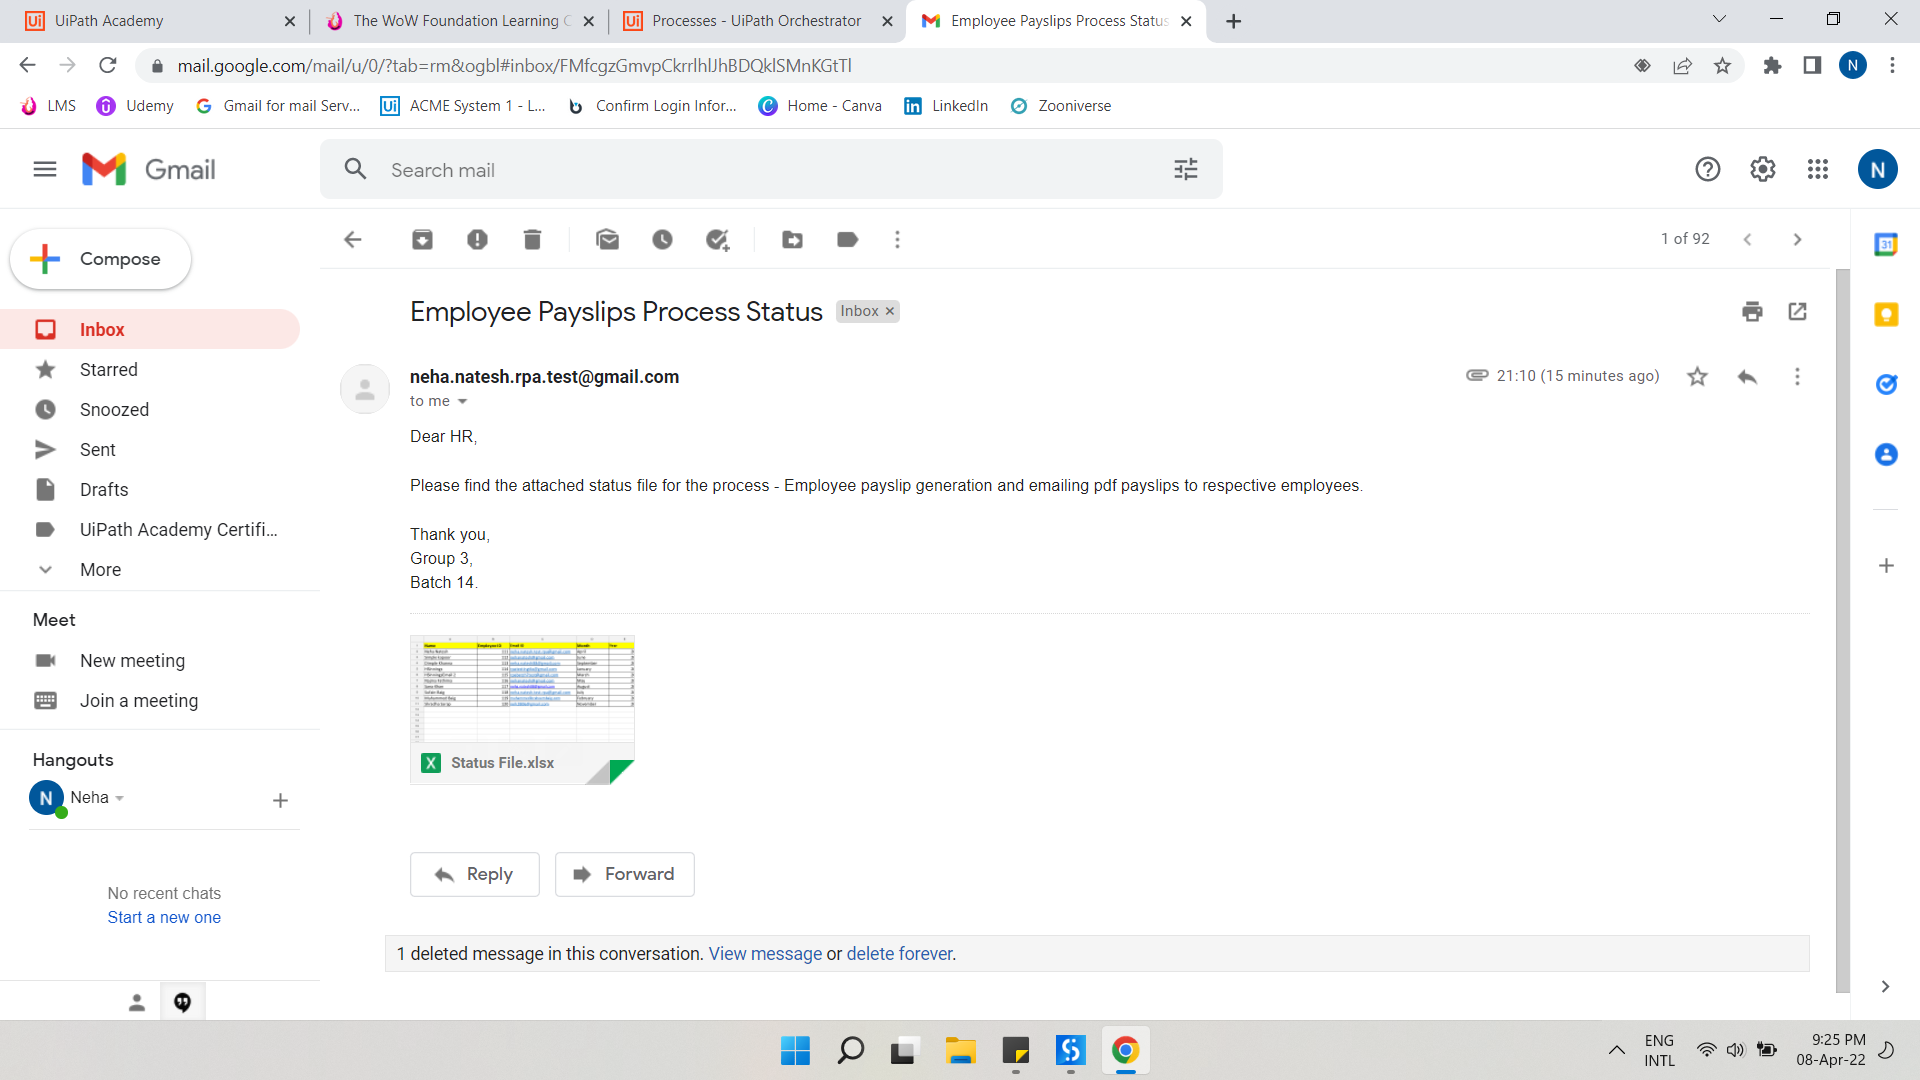 UiPath Academy
The WoW Foundation Learning C
Processes - UiPath Orchestrator
Employee Payslips Process Status
mail.google.com/mail/u/0/?tab=rm&ogbl#inbox/FMfcgzGmvpCkrrlhlJhBDQklSMnKGtTl
N
LMS
Udemy
Gmail for mail Serv...
ACME System 1 - L...
Confirm Login Infor...
Home - Canva
LinkedIn
Zooniverse
Gmail
Search mail
N
Compose
1 of 92
Inbox
Starred
Snoozed
Sent
Drafts
UiPath Academy Certifi...
More
Meet
New meeting
Join a meeting
Hangouts
N Neha
No recent chats
Start a new one
Employee Payslips Process Status Inbox ×
neha.natesh.rpa.test@gmail.com
21:10 (15 minutes ago)
to me
Dear HR,
Please find the attached status file for the process - Employee payslip generation and emailing pdf payslips to respective employees.
Thank you,
Group 3,
Batch 14.
Status File.xlsx
Reply
Forward
1 deleted message in this conversation. View message or delete forever.
ENG
INTL
9:25 PM
08-Apr-22